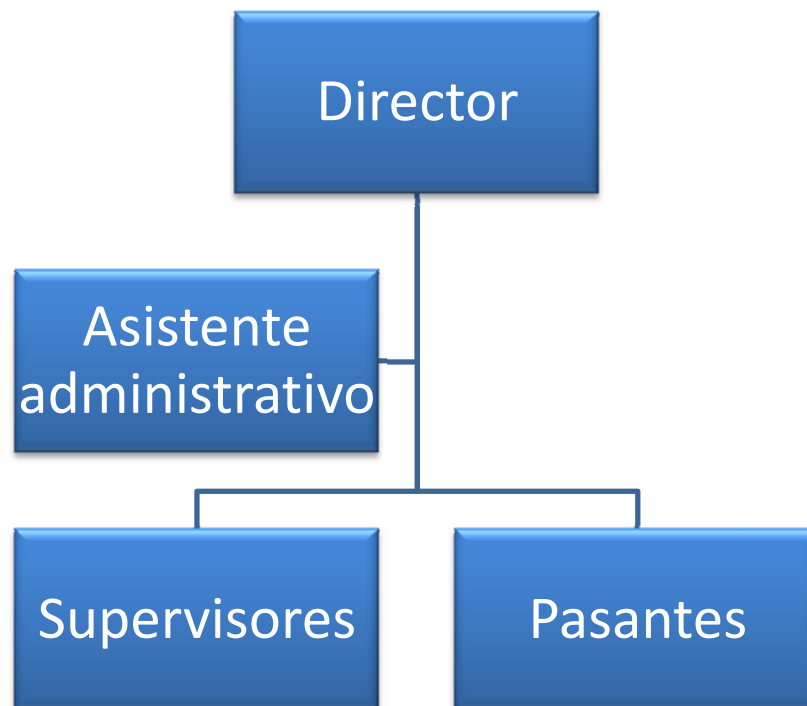 Director
Asistente
administrativo
Supervisores
Pasantes